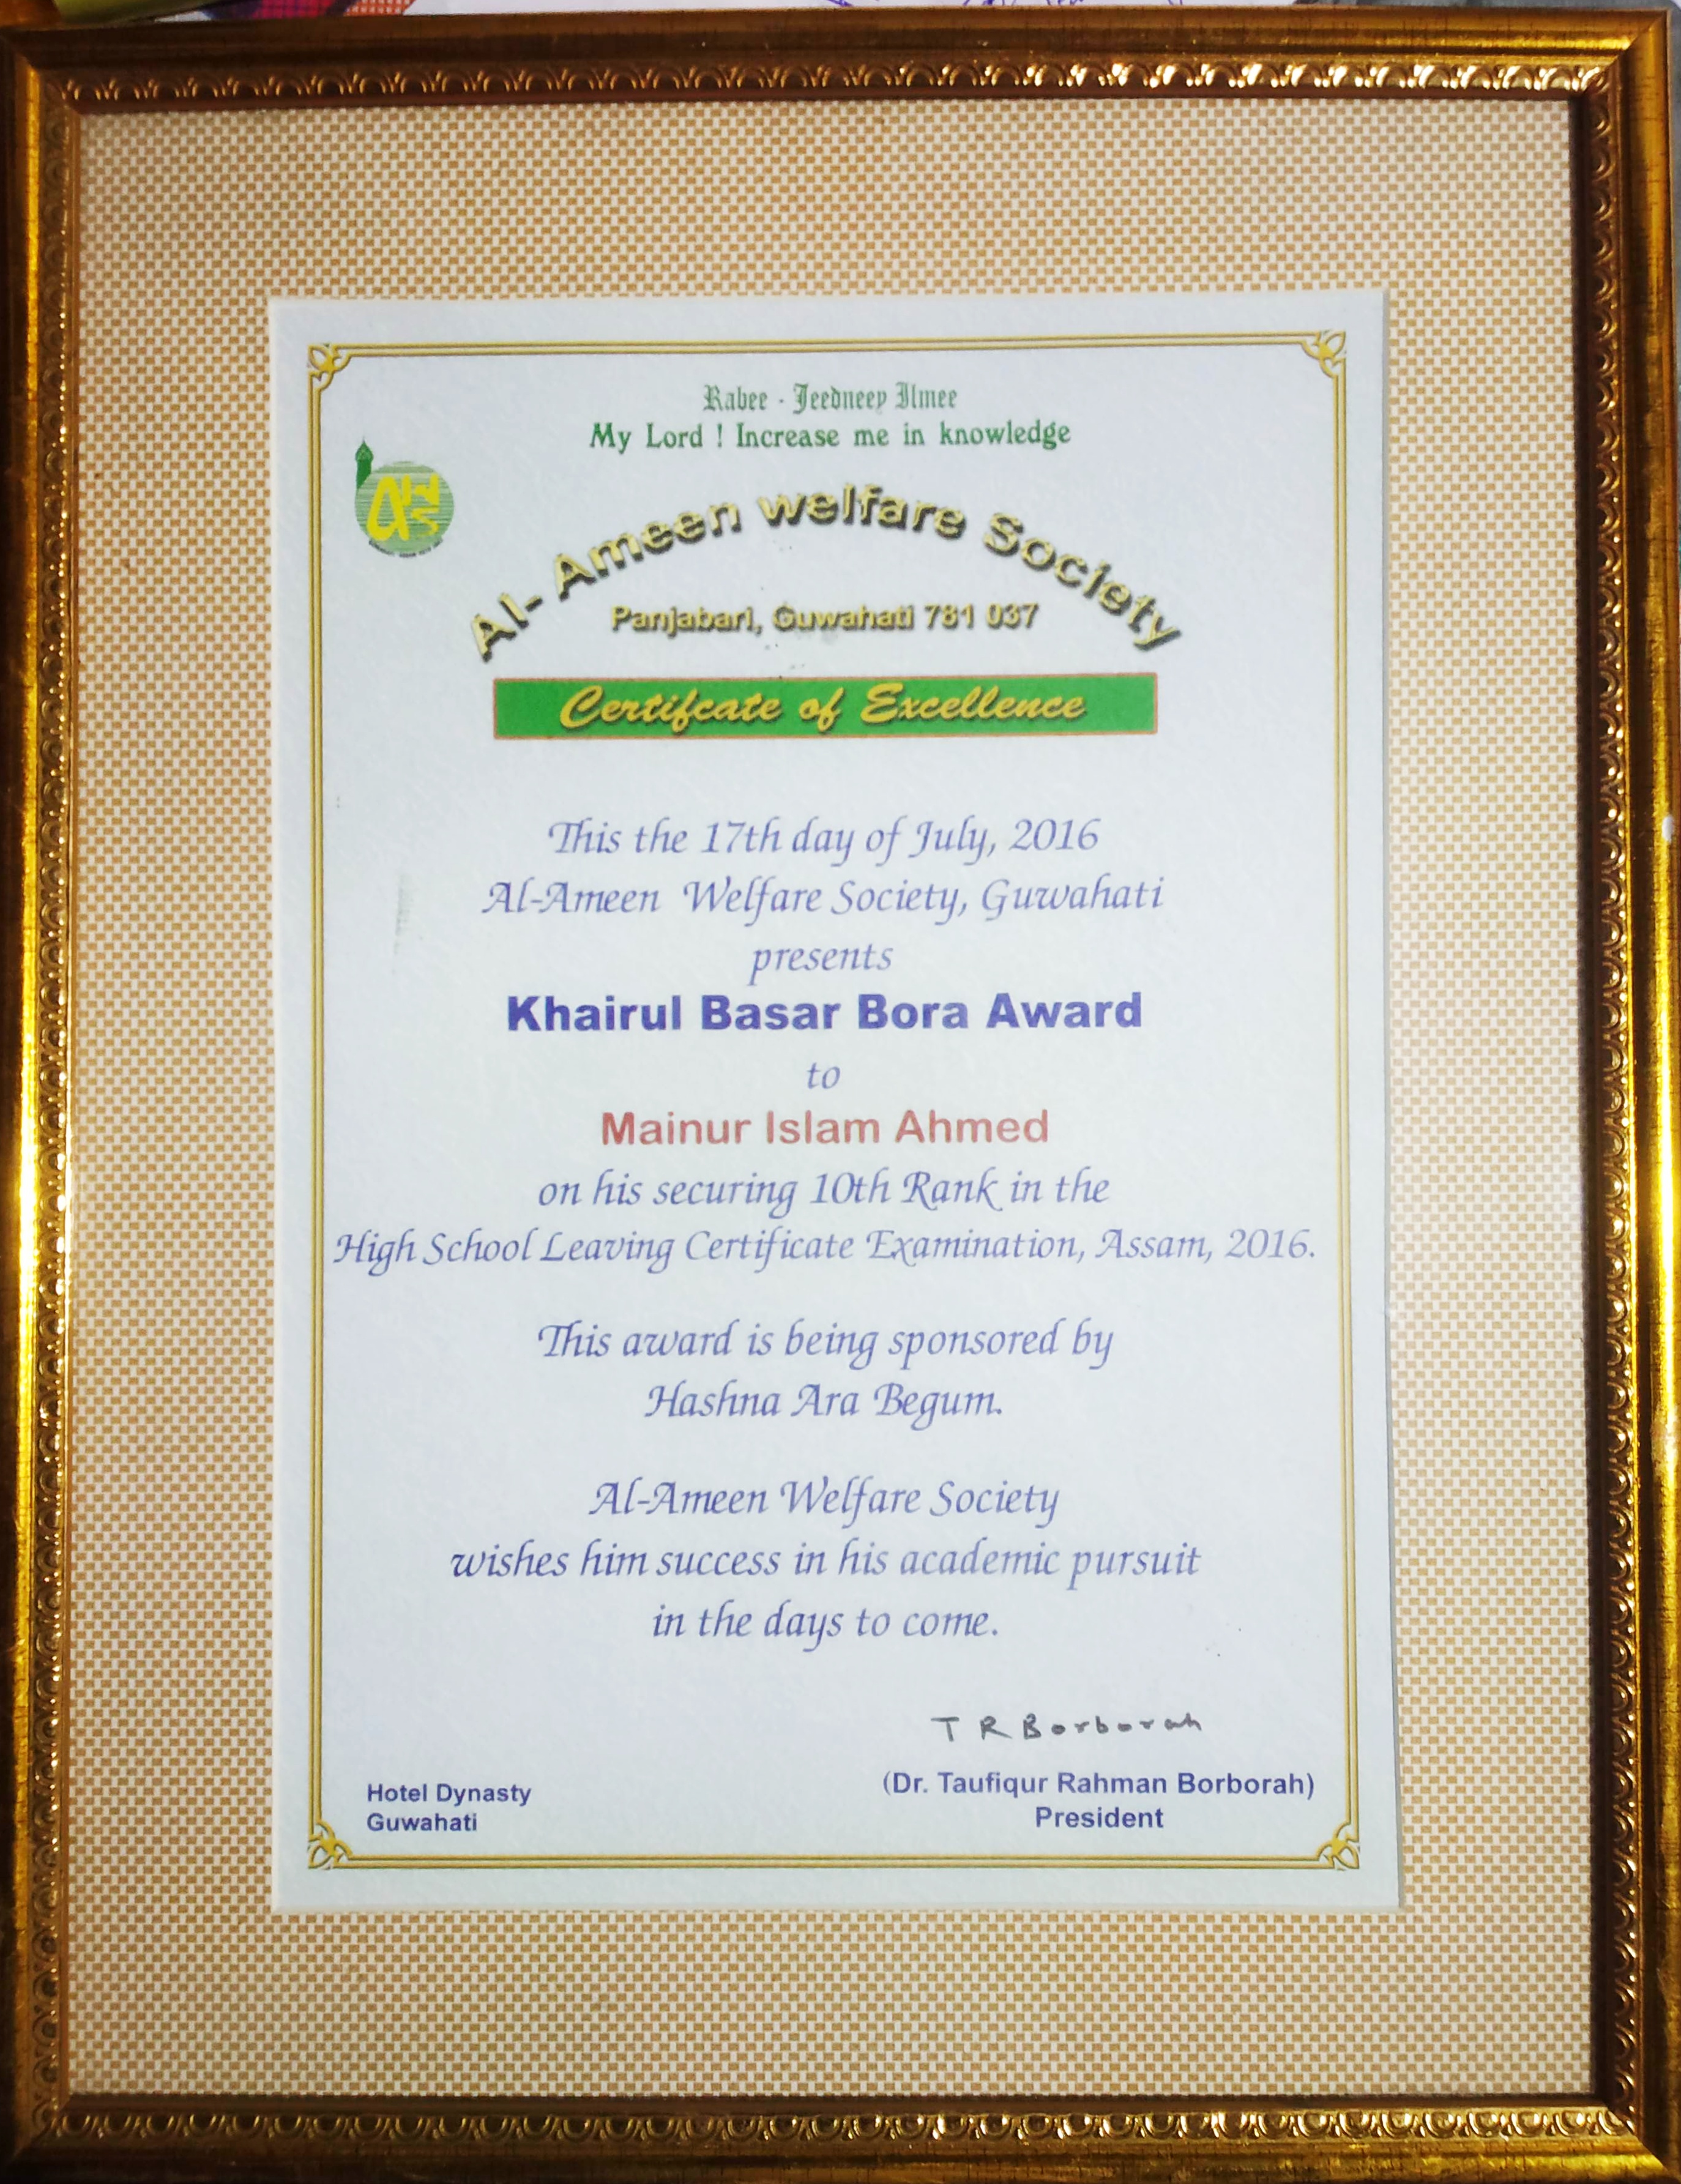 Rabee - Jeedneep Ilmee
My Lord ! Increase me in knowledge
Al- Ameen welfare Society
Panjabari, Guwahati 781 037
Certifcate of Excellence
This the 17th day of July, 2016
Al-Ameen Welfare Society, Guwahati
presents
Khairul Basar Bora Award
to
Mainur Islam Ahmed
on his securing 10th Rank in the
High School Leaving Certificate Examination, Assam, 2016.
This award is being sponsored by
Hashna Ara Begum.
Al-Ameen Welfare Society
wishes him success in his academic pursuit
in the days to come.
T R Borborah
(Dr. Taufiqur Rahman Borborah)
President
Hotel Dynasty
Guwahati